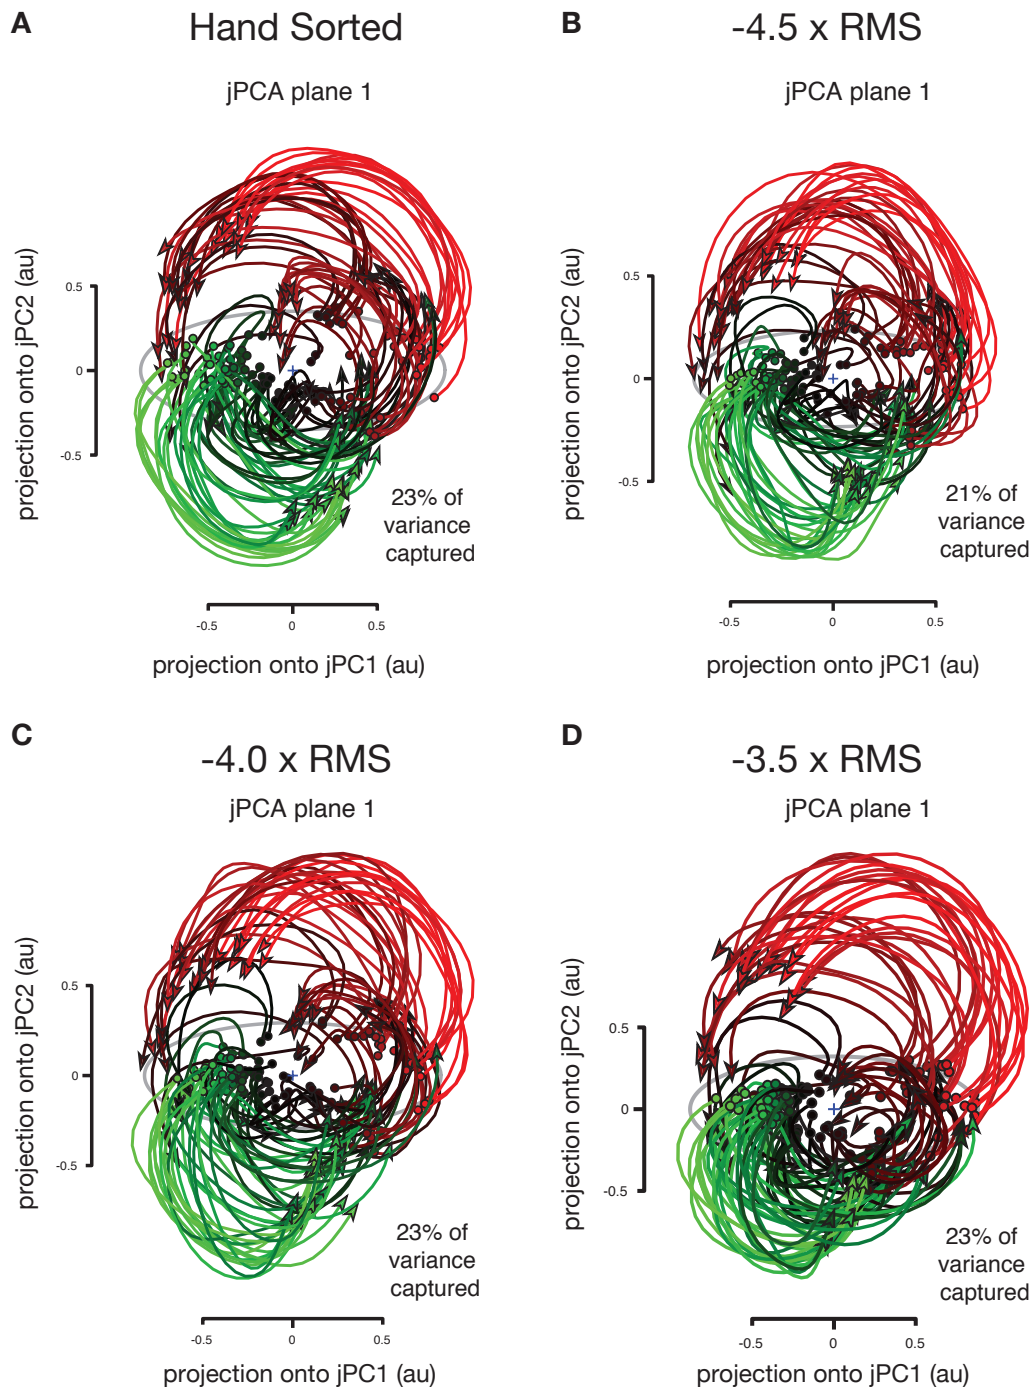 A
Hand Sorted
jPCA plane 1
projection onto jPC2 (au)
0.5
0
-0.5
23% of
variance
captured
-0.5
0
0.5
projection onto jPC1 (au)
B
-4.5 x RMS
jPCA plane 1
projection onto jPC2 (au)
0.5
0
-0.5
21% of
variance
captured
-0.5
0
0.5
projection onto jPC1 (au)
C
-4.0 x RMS
jPCA plane 1
projection onto jPC2 (au)
0.5
0
-0.5
23% of
variance
captured
-0.5
0
0.5
projection onto jPC1 (au)
D
-3.5 x RMS
jPCA plane 1
projection onto jPC2 (au)
0.5
0
-0.5
23% of
variance
captured
-0.5
0
0.5
projection onto jPC1 (au)